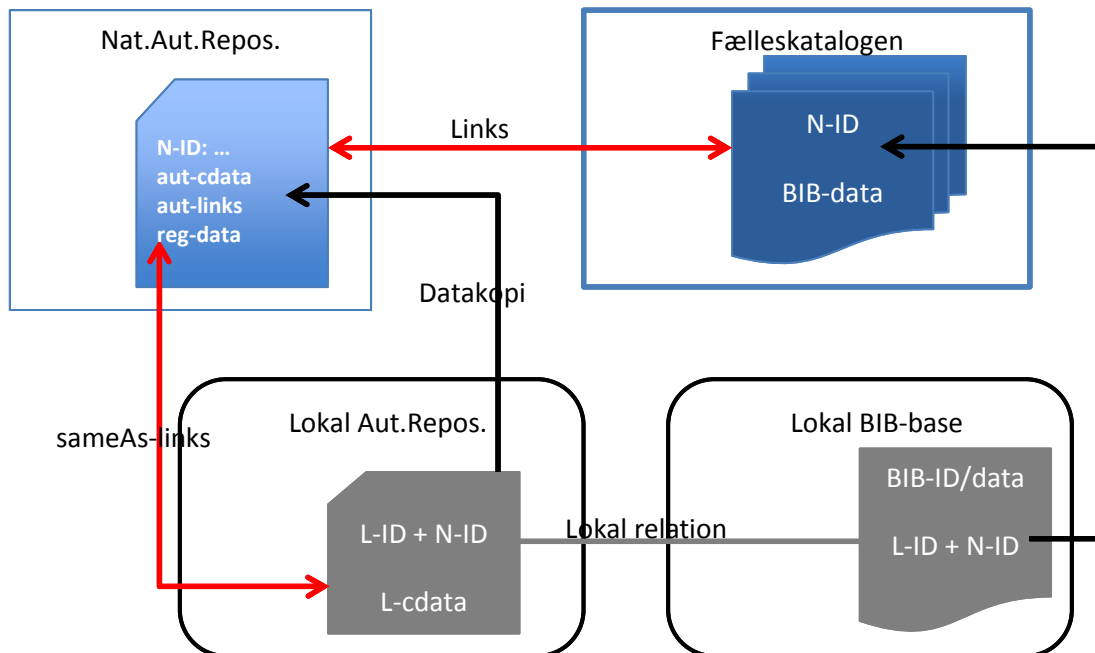 Nat.Aut.Repos.
N-ID: ...
aut-cdata
aut-links
reg-data
Links
Fælleskatalogen
N-ID
BIB-data
Datakopi
sameAs-links
Lokal Aut.Repos.
L-ID + N-ID
L-cdata
Lokal relation
Lokal BIB-base
BIB-ID/data
L-ID + N-ID